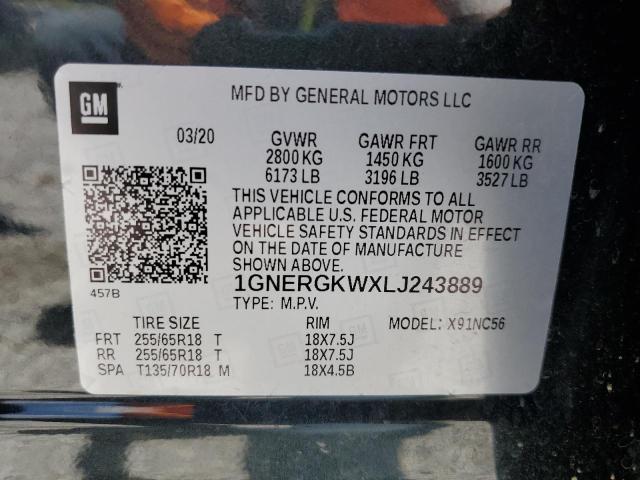 GM
MFD BY GENERAL MOTORS LLC
03/20 GVWR GAWR FRT GAWR RR
2800 KG 1450 KG 1600 KG
6173 LB 3196 LB 3527 LB
THIS VEHICLE CONFORMS TO ALL
APPLICABLE U.S. FEDERAL MOTOR
VEHICLE SAFETY STANDARDS IN EFFECT
ON THE DATE OF MANUFACTURE
SHOWN ABOVE.
457B
1GNERGKWXLJ243889
TYPE: M.P.V.
TIRE SIZE RIM MODEL: X91NC56
FRT 255/65R18 T 18X7.5J
RR 255/65R18 T 18X7.5J
SPA T135/70R18 M 18X4.5B